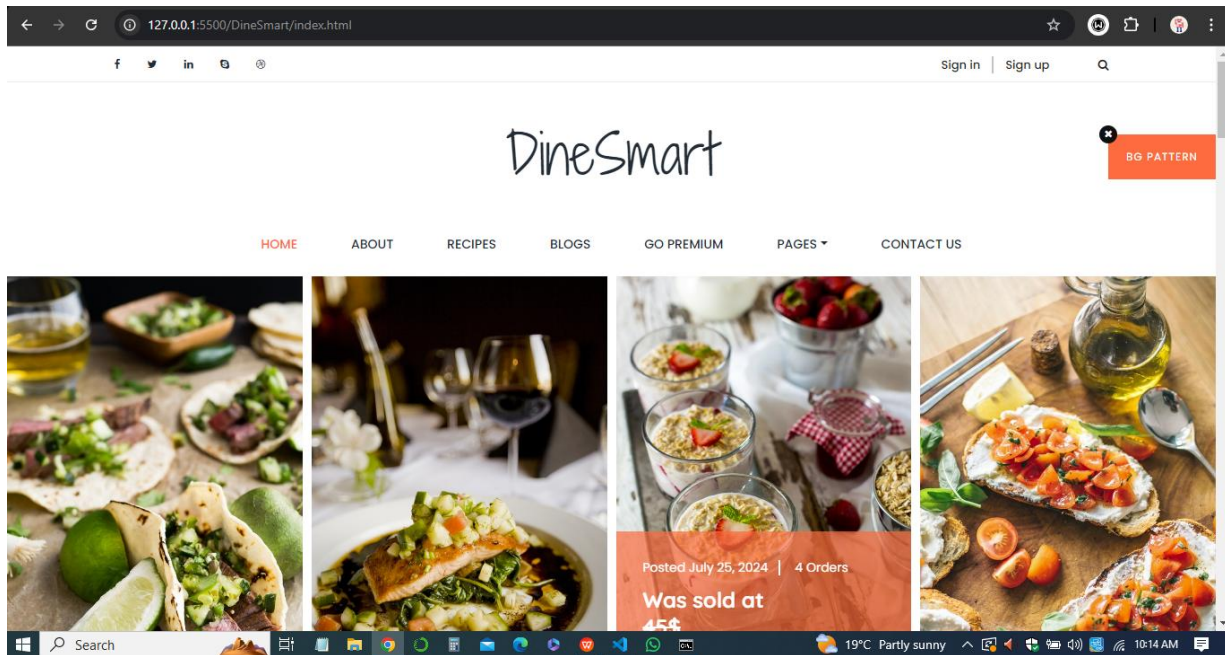 127.0.0.1:5500/DineSmart/index.html
Sign in | Sign up
DineSmart
BG PATTERN
HOME ABOUT RECIPES BLOGS GO PREMIUM PAGES CONTACT US
Posted July 25, 2024 | 4 Orders
Was sold at
45$
Search
19°C Partly sunny 10:14 AM